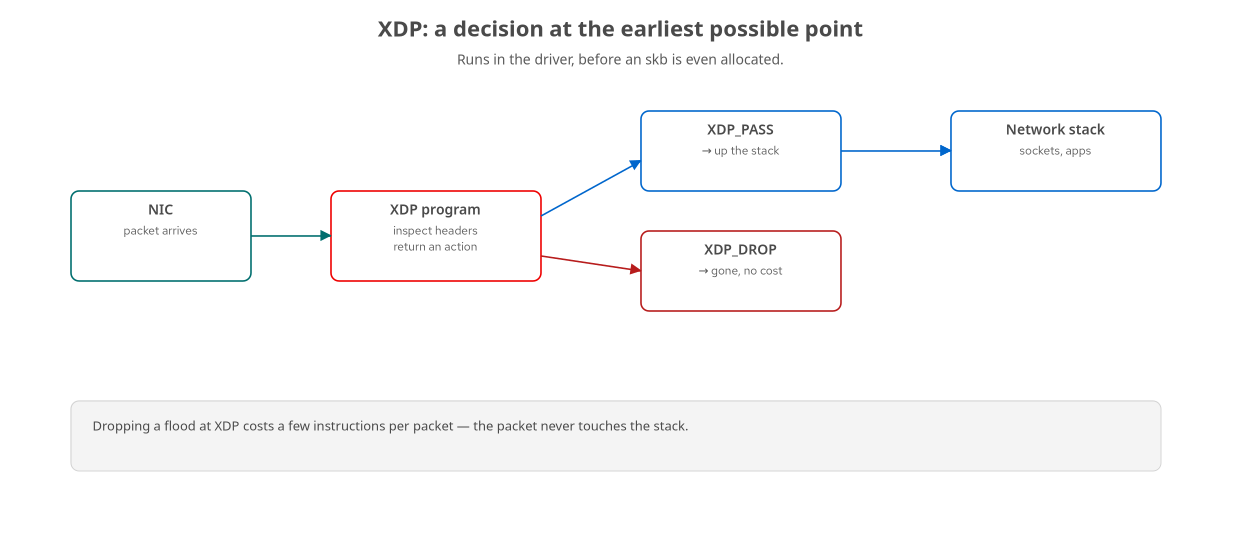 XDP: a decision at the earliest possible point
Runs in the driver, before an skb is even allocated.
NIC
packet arrives
XDP program
inspect headers
return an action
XDP_PASS
→ up the stack
Network stack
sockets, apps
XDP_DROP
→ gone, no cost
Dropping a flood at XDP costs a few instructions per packet — the packet never touches the stack.